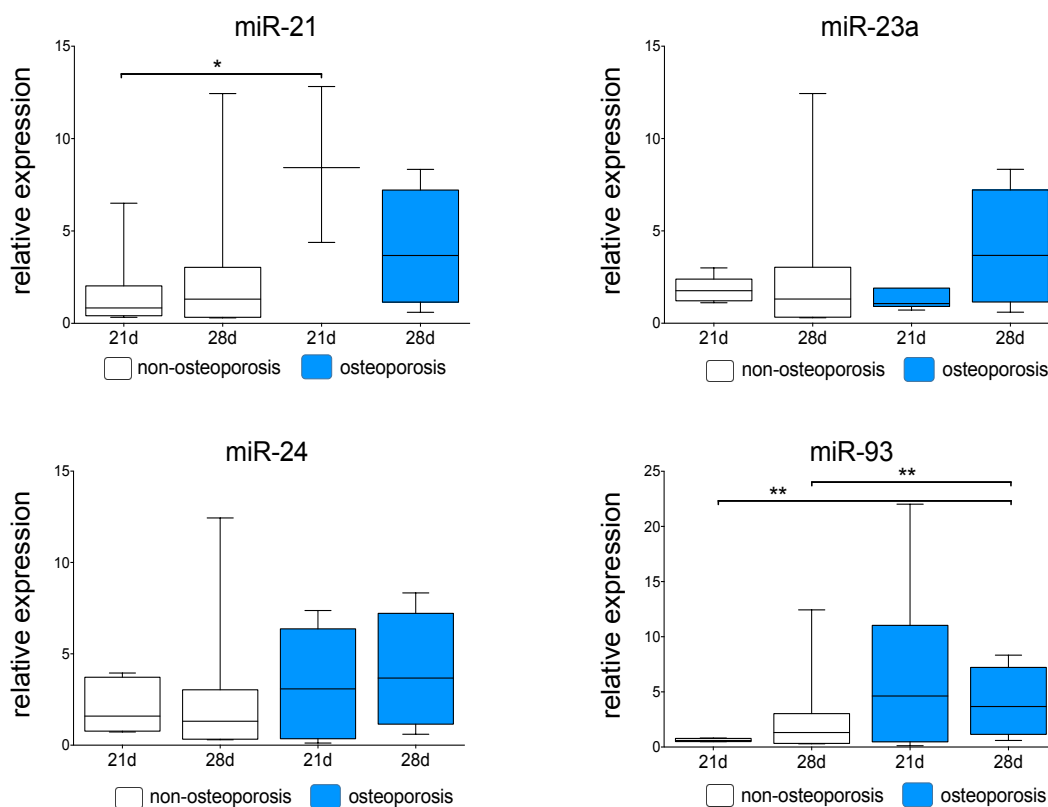 miR-21
relative expression
15
10
5
0
*
21d 28d 21d 28d
non-osteoporosis osteoporosis
miR-23a
relative expression
15
10
5
0
21d 28d 21d 28d
non-osteoporosis osteoporosis
miR-24
relative expression
15
10
5
0
21d 28d 21d 28d
non-osteoporosis osteoporosis
miR-93
relative expression
25
20
15
10
5
0
**
**
21d 28d 21d 28d
non-osteoporosis osteoporosis